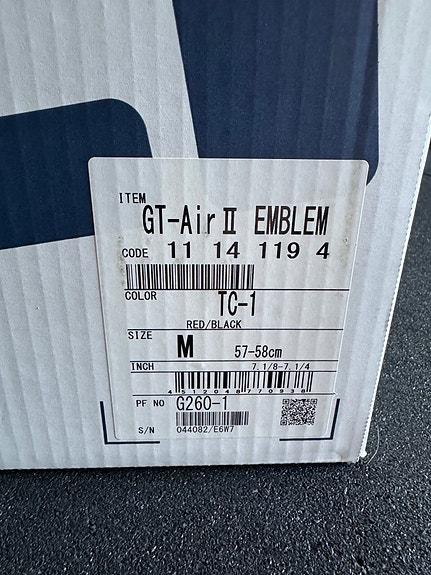 ITEM
GT-Air Ⅱ EMBLEM
CODE 11 14 119 4
COLOR TC-1
RED/BLACK
SIZE M 57-58cm
INCH 7.1/8-7.1/4
4512048770938
PF NO G260-1
S/N 044082/E6W7